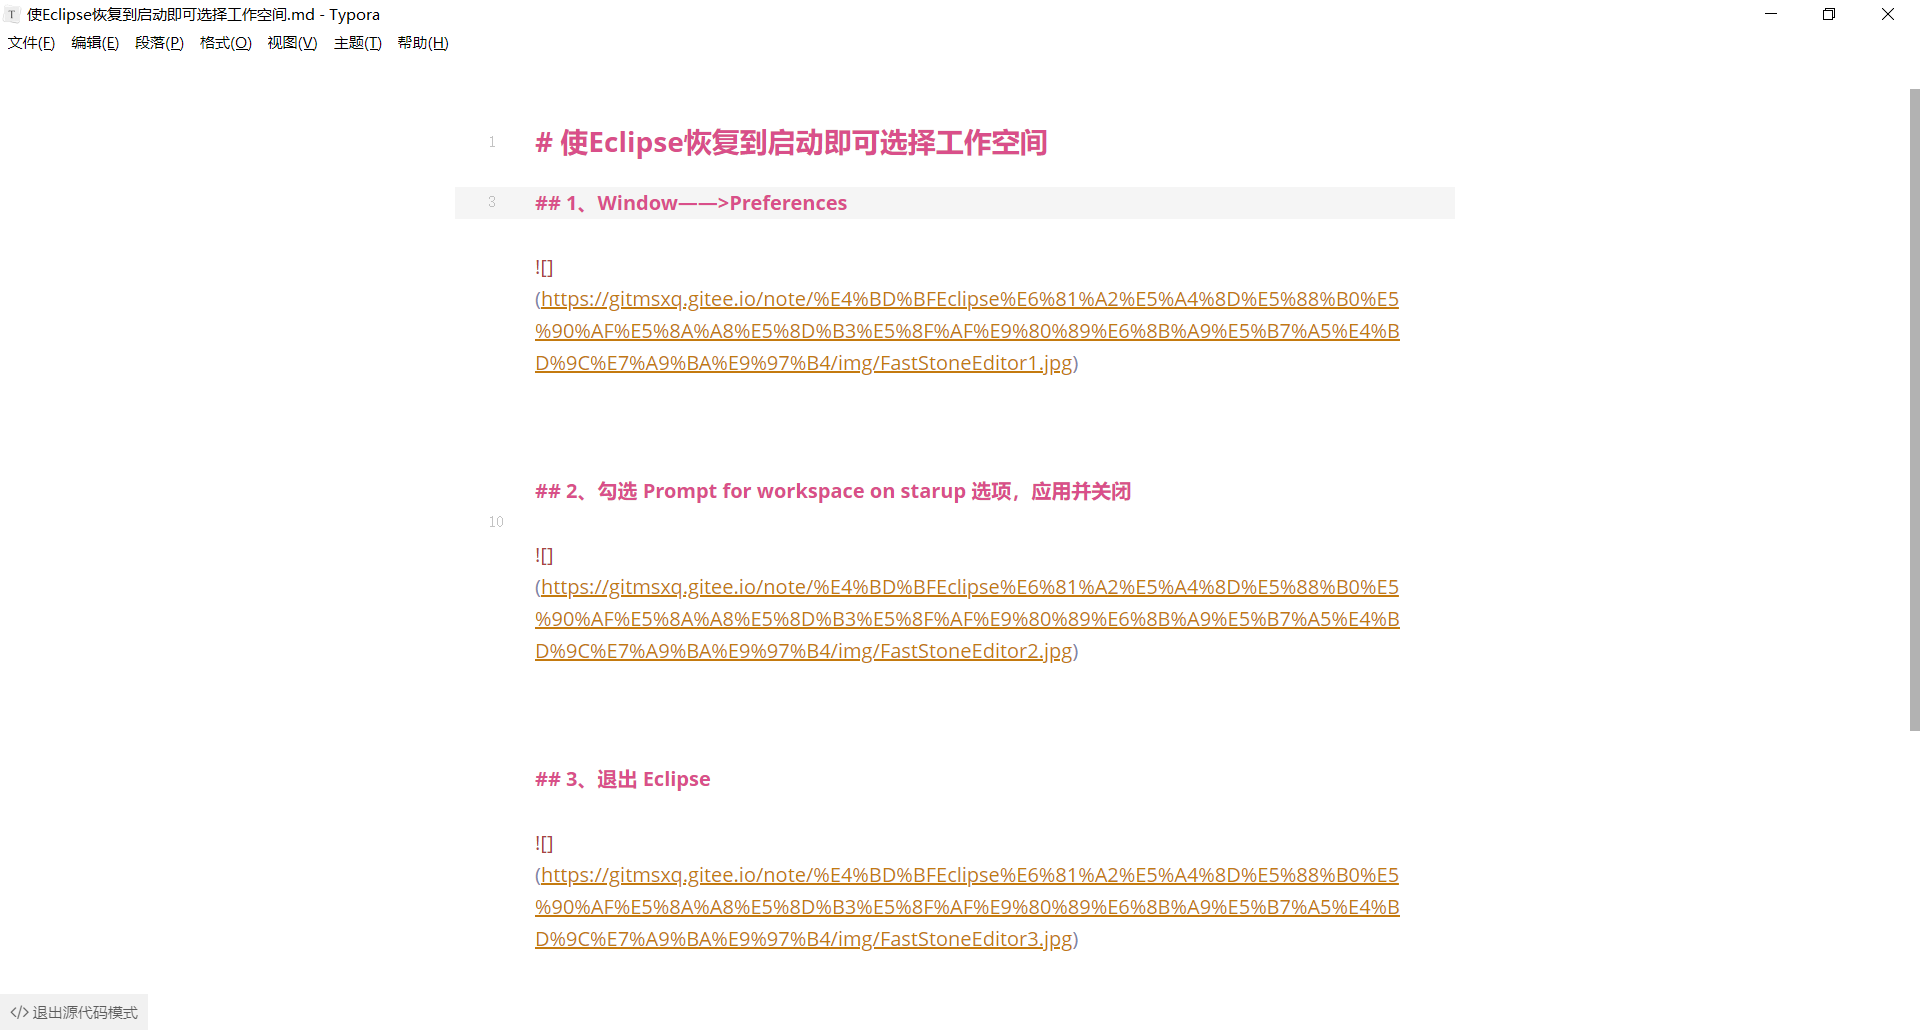 使Eclipse恢复到启动即可选择工作空间.md - Typora
文件(F) 编辑(E) 段落(P) 格式(O) 视图(V) 主题(T) 帮助(H)
1 # 使Eclipse恢复到启动即可选择工作空间
3 ## 1、Window——>Preferences
![]
(https://gitmsxq.gitee.io/note/%E4%BD%BFEclipse%E6%81%A2%E5%A4%8D%E5%88%B0%E5
%90%AF%E5%8A%A8%E5%8D%B3%E5%8F%AF%E9%80%89%E6%8B%A9%E5%B7%A5%E4%B
D%9C%E7%A9%BA%E9%97%B4/img/FastStoneEditor1.jpg)
## 2、勾选 Prompt for workspace on starup 选项，应用并关闭
10
![]
(https://gitmsxq.gitee.io/note/%E4%BD%BFEclipse%E6%81%A2%E5%A4%8D%E5%88%B0%E5
%90%AF%E5%8A%A8%E5%8D%B3%E5%8F%AF%E9%80%89%E6%8B%A9%E5%B7%A5%E4%B
D%9C%E7%A9%BA%E9%97%B4/img/FastStoneEditor2.jpg)
## 3、退出 Eclipse
![]
(https://gitmsxq.gitee.io/note/%E4%BD%BFEclipse%E6%81%A2%E5%A4%8D%E5%88%B0%E5
%90%AF%E5%8A%A8%E5%8D%B3%E5%8F%AF%E9%80%89%E6%8B%A9%E5%B7%A5%E4%B
D%9C%E7%A9%BA%E9%97%B4/img/FastStoneEditor3.jpg)
</> 退出源代码模式